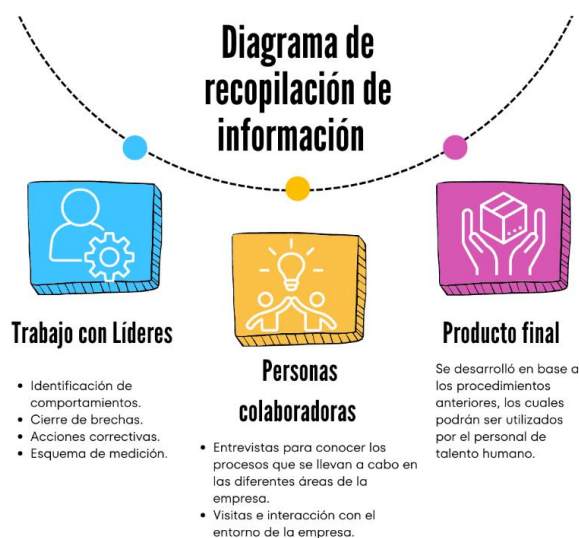 Diagrama de
recopilación de
información
Trabajo con Líderes
• Identificación de
comportamientos.
• Cierre de brechas.
• Acciones correctivas.
• Esquema de medición.
Personas
colaboradoras
• Entrevistas para conocer los
procesos que se llevan a cabo en
las diferentes áreas de la
empresa.
• Visitas e interacción con el
entorno de la empresa.
Producto final
Se desarrolló en base a
los procedimientos
anteriores, los cuales
podrán ser utilizados
por el personal de
talento humano.